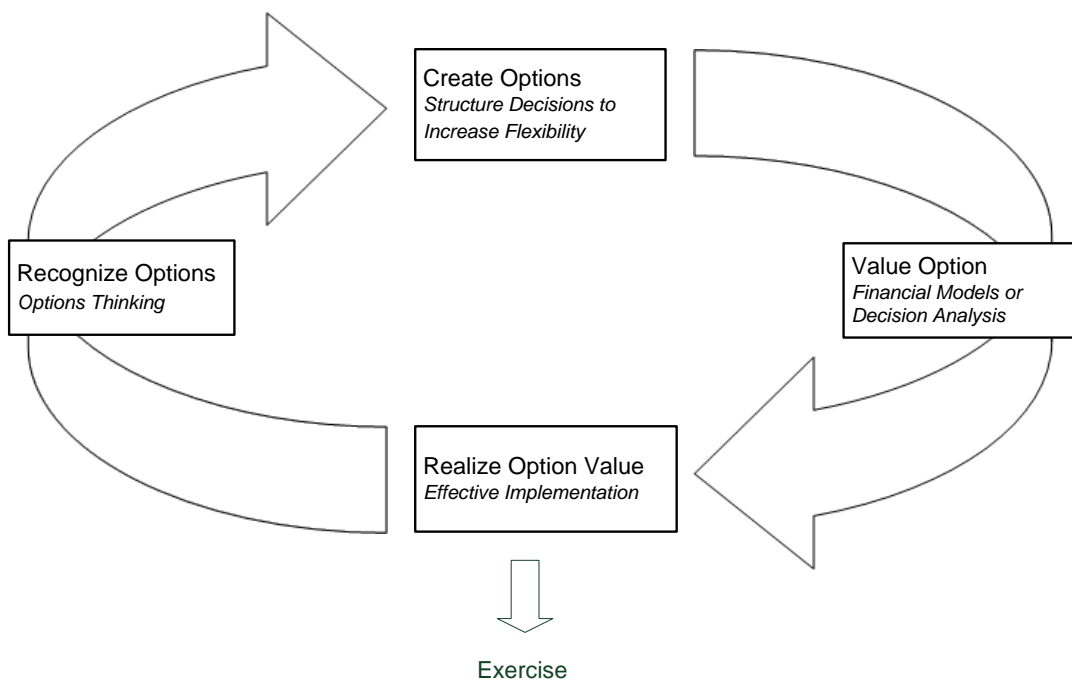 Create Options
Structure Decisions to
Increase Flexibility
Recognize Options
Options Thinking
Value Option
Financial Models or
Decision Analysis
Realize Option Value
Effective Implementation
Exercise